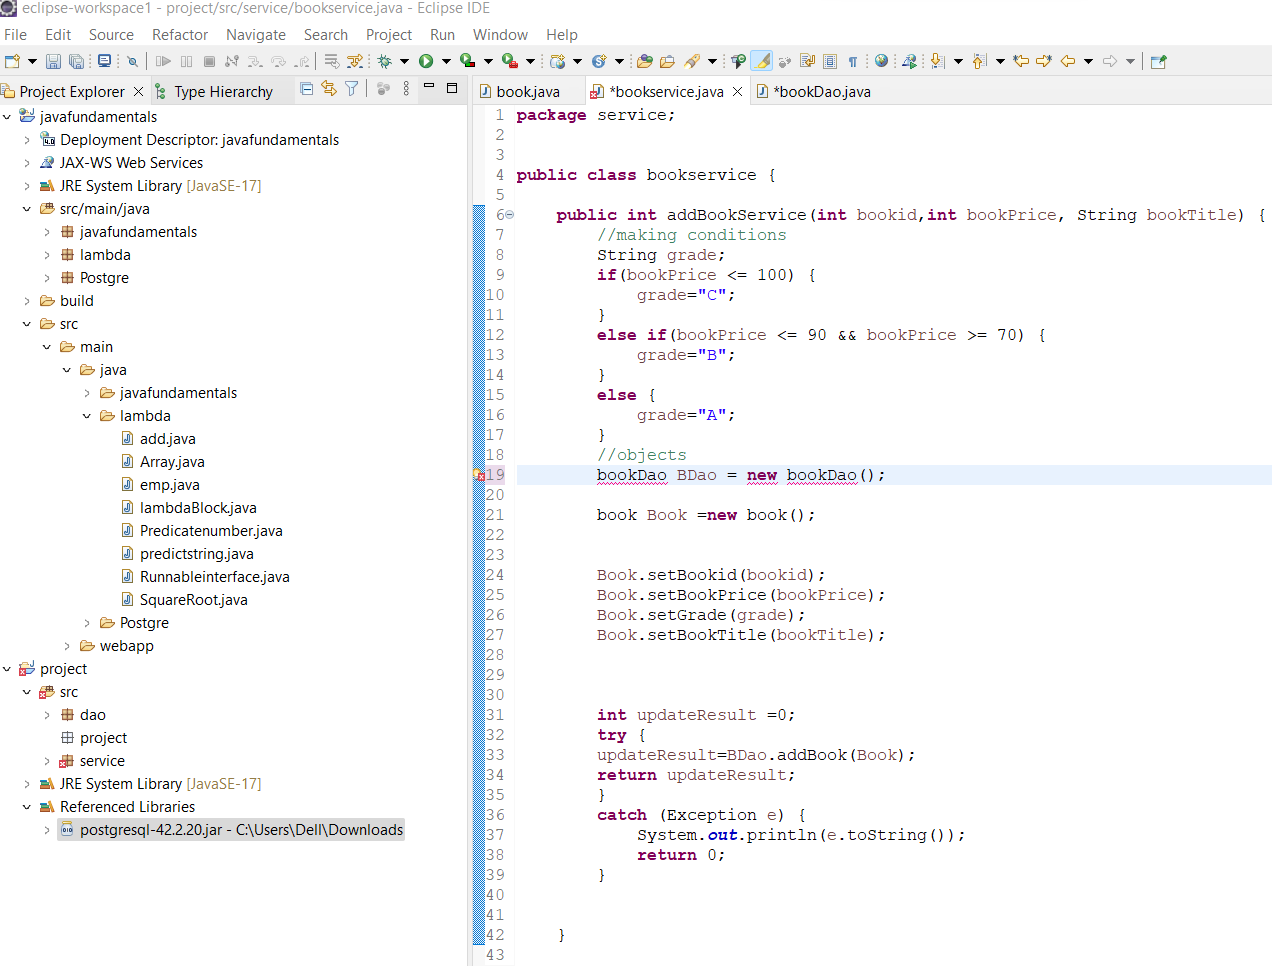 eclipse-workspace1 - project/src/service/bookservice.java - Eclipse IDE
File Edit Source Refactor Navigate Search Project Run Window Help
Project Explorer Type Hierarchy
javafundamentals
Deployment Descriptor: javafundamentals
JAX-WS Web Services
JRE System Library [JavaSE-17]
src/main/java
javafundamentals
lambda
Postgre
build
src
main
java
javafundamentals
lambda
add.java
Array.java
emp.java
lambdaBlock.java
Predicatenumber.java
predictstring.java
Runnableinterface.java
SquareRoot.java
Postgre
webapp
project
src
dao
project
service
JRE System Library [JavaSE-17]
Referenced Libraries
postgresql-42.2.20.jar - C:\Users\Dell\Downloads
book.java *bookservice.java *bookDao.java
1 package service;
2
3
4 public class bookservice {
5
6 public int addBookService(int bookid,int bookPrice, String bookTitle) {
7 //making conditions
8 String grade;
9 if(bookPrice <= 100) {
10 grade="C";
11 }
12 else if(bookPrice <= 90 && bookPrice >= 70) {
13 grade="B";
14 }
15 else {
16 grade="A";
17 }
18 //objects
19 bookDao BDao = new bookDao();
20
21 book Book =new book();
22
23
24 Book.setBookid(bookid);
25 Book.setBookPrice(bookPrice);
26 Book.setGrade(grade);
27 Book.setBookTitle(bookTitle);
28
29
30
31 int updateResult =0;
32 try {
33 updateResult=BDao.addBook(Book);
34 return updateResult;
35 }
36 catch (Exception e) {
37 System.out.println(e.toString());
38 return 0;
39 }
40
41
42 }
43